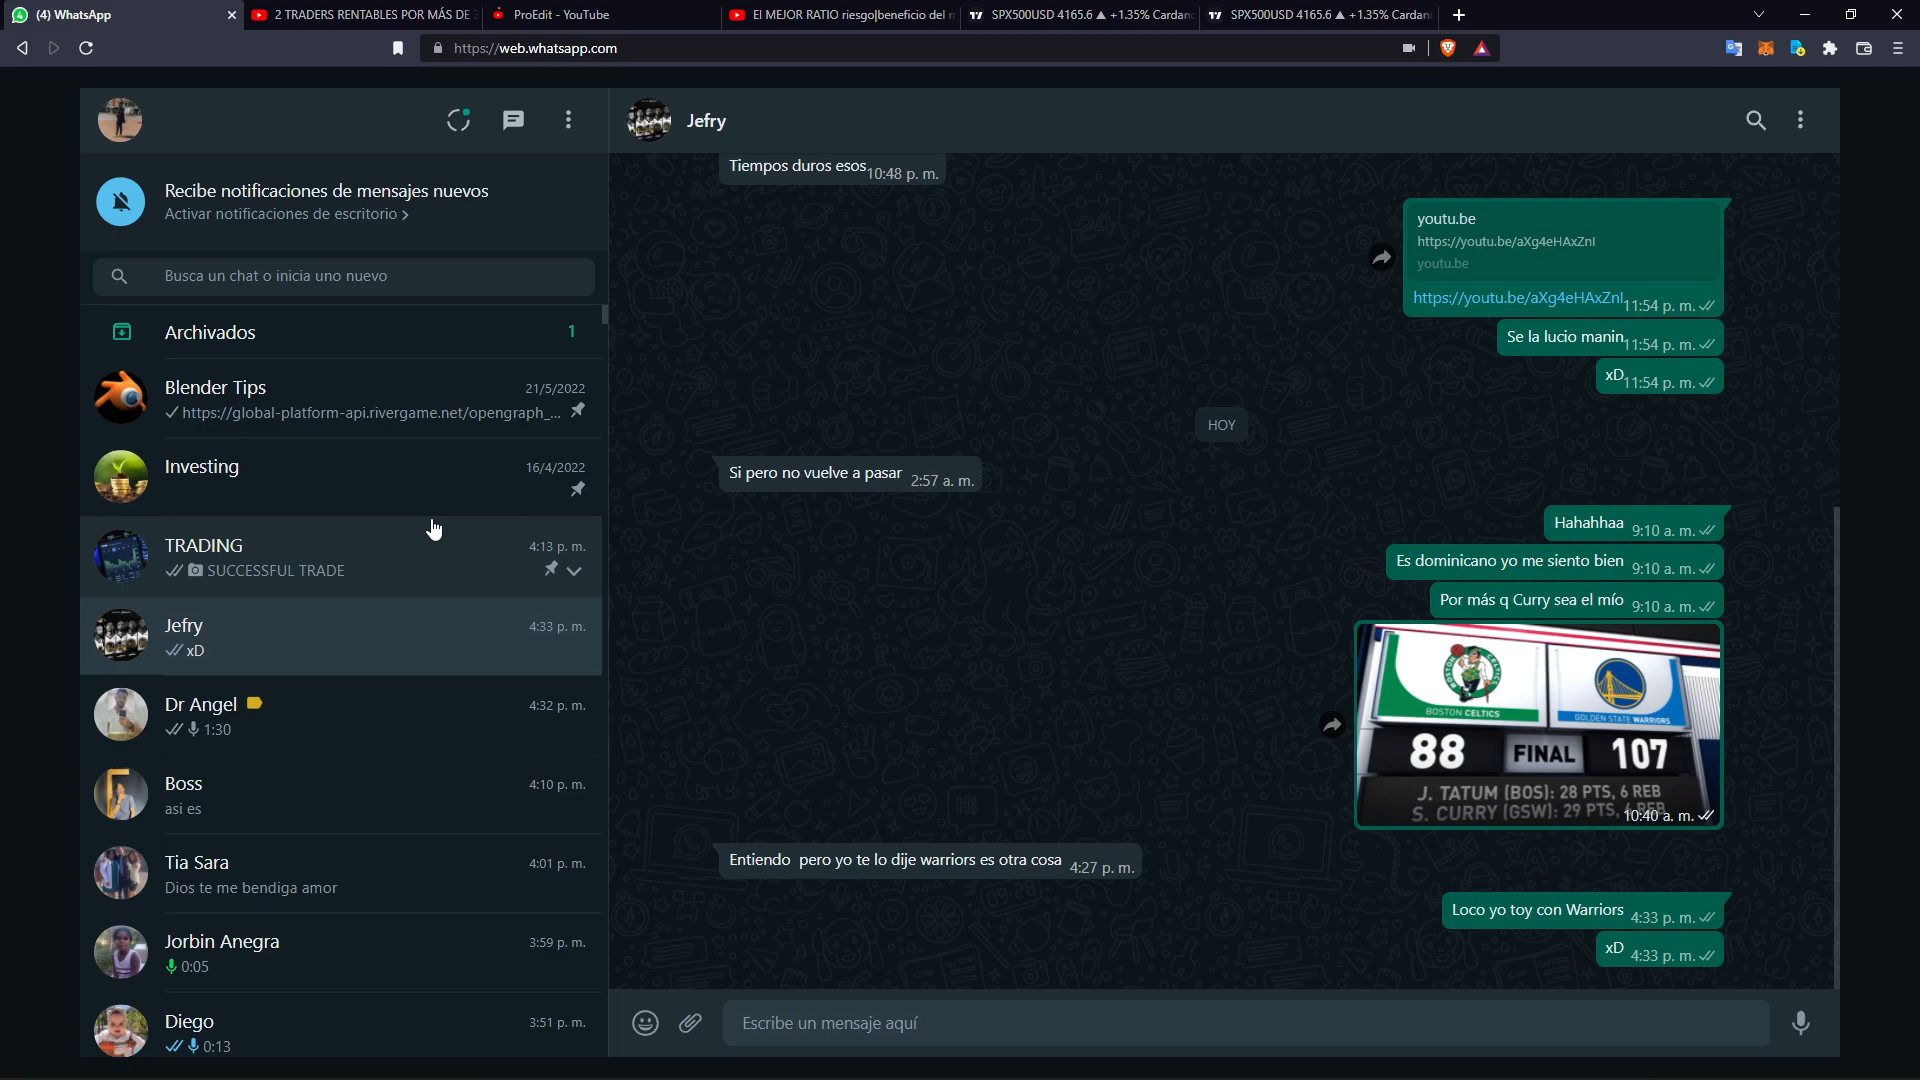 (4) WhatsApp
2 TRADERS RENTABLES POR MÁS DE
ProEdit - YouTube
El MEJOR RATIO riesgo|beneficio del
SPX500USD 4165.6 ▲ +1.35% Cardan
SPX500USD 4165.6 ▲ +1.35% Cardan
https://web.whatsapp.com
Recibe notificaciones de mensajes nuevos
Activar notificaciones de escritorio
Busca un chat o inicia uno nuevo
Archivados
1
Blender Tips
21/5/2022
https://global-platform-api.rivergame.net/opengraph_...
Investing
16/4/2022
TRADING
4:13 p. m.
SUCCESSFUL TRADE
Jefry
4:33 p. m.
xD
Dr Angel
4:32 p. m.
1:30
Boss
4:10 p. m.
asi es
Tia Sara
4:01 p. m.
Dios te me bendiga amor
Jorbin Anegra
3:59 p. m.
0:05
Diego
3:51 p. m.
0:13
Jefry
Tiempos duros esos
10:48 p. m.
youtu.be
https://youtu.be/aXg4eHAxZnI
youtu.be
https://youtu.be/aXg4eHAxZnI
11:54 p. m.
Se la lucio manin
11:54 p. m.
xD
11:54 p. m.
HOY
Si pero no vuelve a pasar
2:57 a. m.
Hahahhaa
9:10 a. m.
Es dominicano yo me siento bien
9:10 a. m.
Por más q Curry sea el mío
9:10 a. m.
BOSTON CELTICS
GOLDEN STATE WARRIORS
88 FINAL 107
J. TATUM (BOS): 28 PTS, 6 REB
S. CURRY (GSW): 29 PTS, 6 REB
10:40 a. m.
Entiendo pero yo te lo dije warriors es otra cosa
4:27 p. m.
Loco yo toy con Warriors
4:33 p. m.
xD
4:33 p. m.
Escribe un mensaje aquí